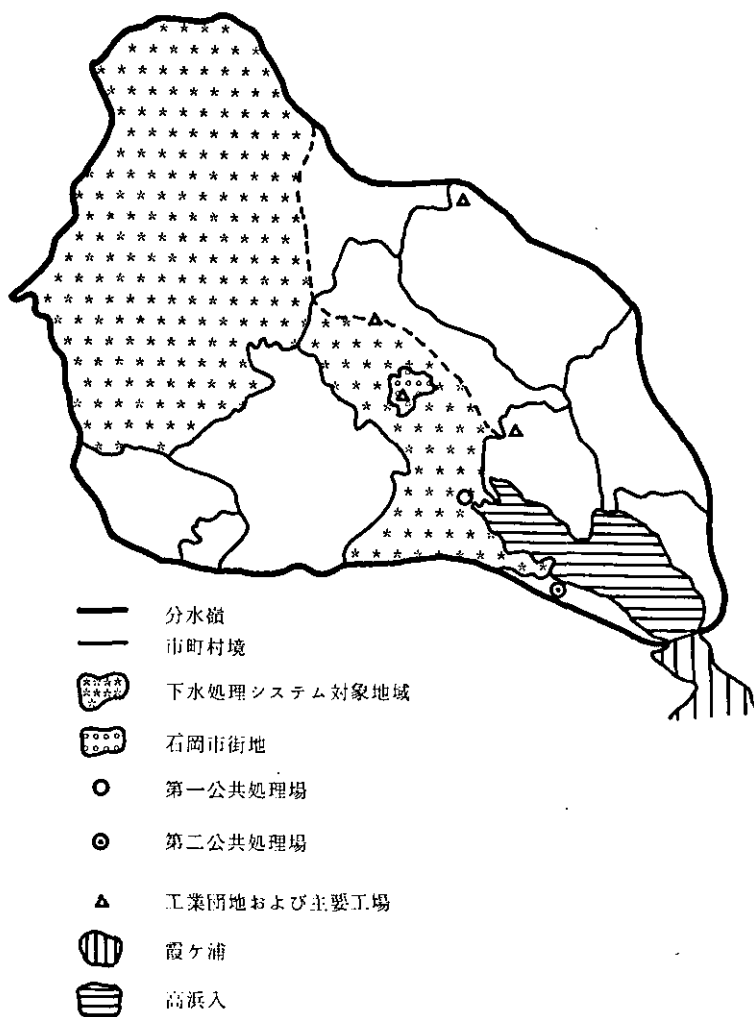 分水嶺
市町村境
下水処理システム対象地域
石岡市街地
第一公共処理場
第二公共処理場
工業団地および主要工場
霞ケ浦
高浜入